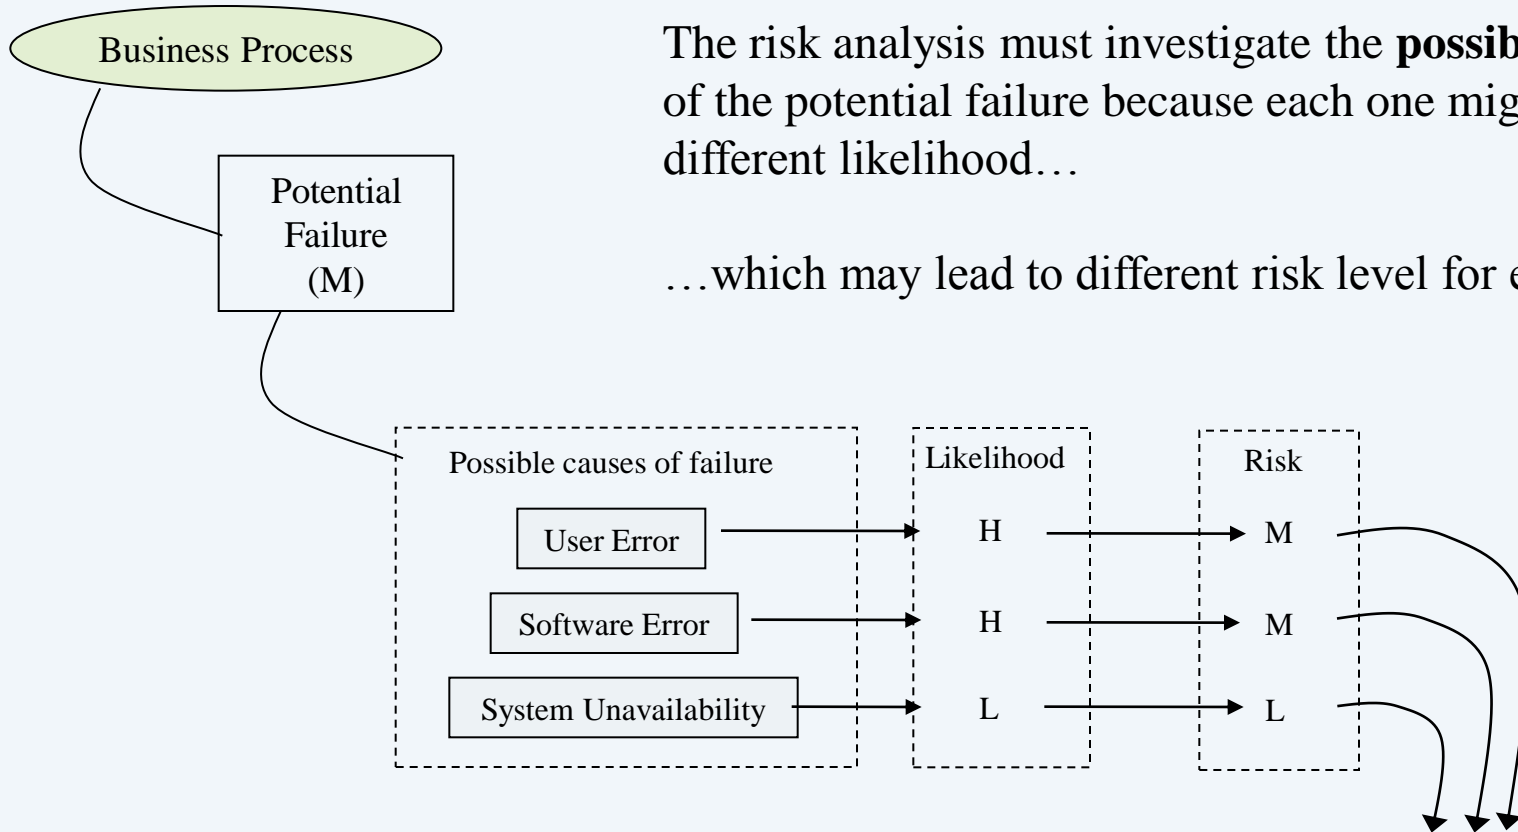 Business Process
The risk analysis must investigate the
of the potential failure because each one
different likelihood…
…which may lead to different risk level for
Potential
Failure
(M)
Possible causes of failure
Likelihood
Risk
User Error
H
M
Software Error
H
M
System Unavailability
L
L